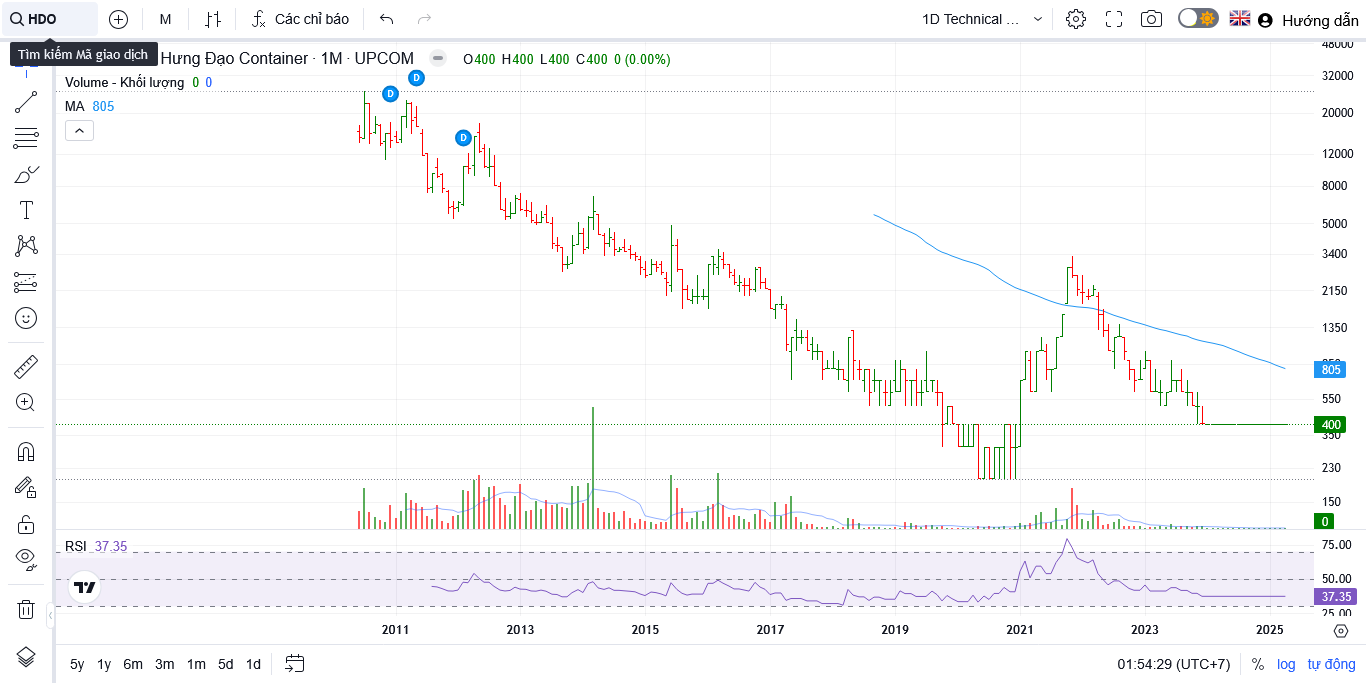 HDO M Các chỉ báo 1D Technical ... Hướng dẫn
Tìm kiếm Mã giao dịch
Hưng Đạo Container · 1M · UPCOM O400 H400 L400 C400 0 (0.00%)
Volume - Khối lượng 0 0
MA 805
D
D
D
48000
32000
20000
12000
8000
5000
3400
2150
1350
850
805
550
400
350
230
150
0
RSI 37.35
75.00
50.00
37.35
25.00
2011 2013 2015 2017 2019 2021 2023 2025
5y 1y 6m 3m 1m 5d 1d 01:54:29 (UTC+7) % log tự động